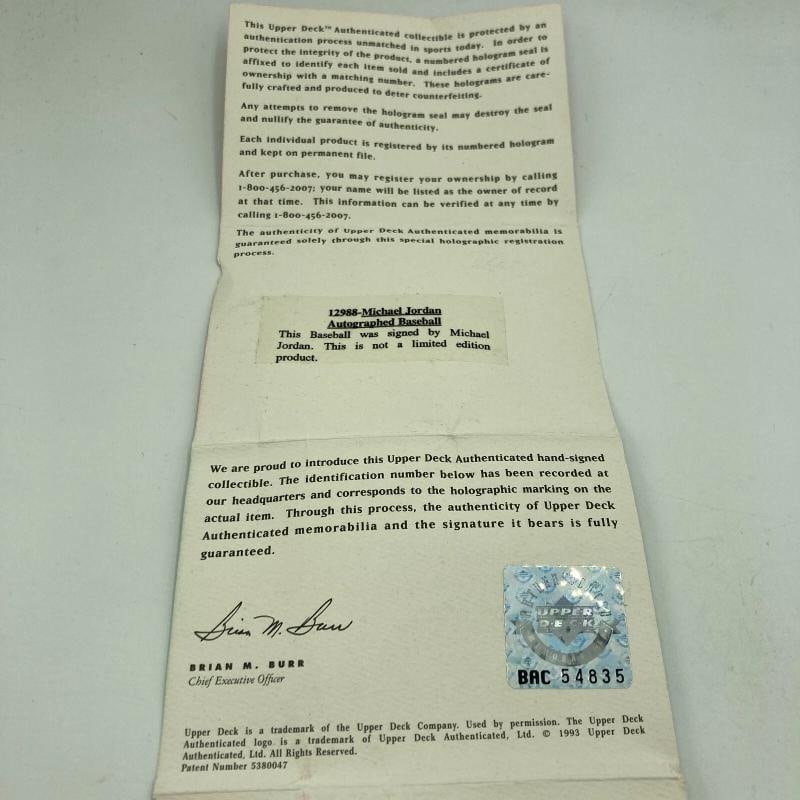 This Upper Deck™ Authenticated collectible is protected by an
authentication process unmatched in sports today. In order to
protect the integrity of the product, a numbered hologram seal is
affixed to identify each item sold and includes a certificate of
ownership with a matching number. These holograms are care-
fully crafted and produced to deter counterfeiting.
Any attempts to remove the hologram seal may destroy the seal
and nullify the guarantee of authenticity.
Each individual product is registered by its numbered hologram
and kept on permanent file.
After purchase, you may register your ownership by calling
1-800-456-2007; your name will be listed as the owner of record
at that time. This information can be verified at any time by
calling 1-800-456-2007.
The authenticity of Upper Deck Authenticated memorabilia is
guaranteed solely through this special holographic registration
process.
12988-Michael Jordan
Autographed Baseball
This Baseball was signed by Michael
Jordan. This is not a limited edition
product.
We are proud to introduce this Upper Deck Authenticated hand-signed
collectible. The identification number below has been recorded at
our headquarters and corresponds to the holographic marking on the
actual item. Through this process, the authenticity of Upper Deck
Authenticated memorabilia and the signature it bears is fully
guaranteed.
Brian M. Burr
BRIAN M. BURR
Chief Executive Officer
UPPER
DECK
BAC 54835
Upper Deck is a trademark of the Upper Deck Company. Used by permission. The Upper Deck
Authenticated logo is a trademark of Upper Deck Authenticated, Ltd. © 1993 Upper Deck
Authenticated, Ltd. All Rights Reserved.
Patent Number 5380047